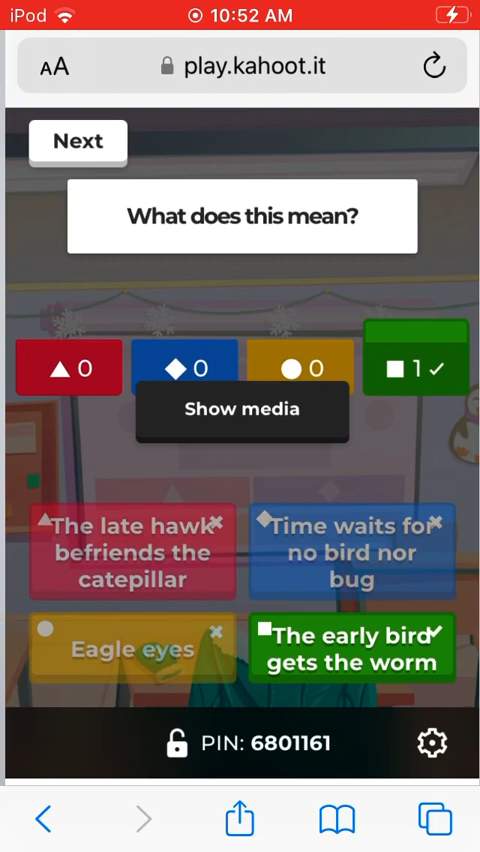 iPod 10:52 AM
AA play.kahoot.it
Next
What does this mean?
0 0 0 1
Show media
The late hawk
befriends the
catepillar
Time waits for
no bird nor
bug
Eagle eyes
The early bird
gets the worm
PIN: 6801161